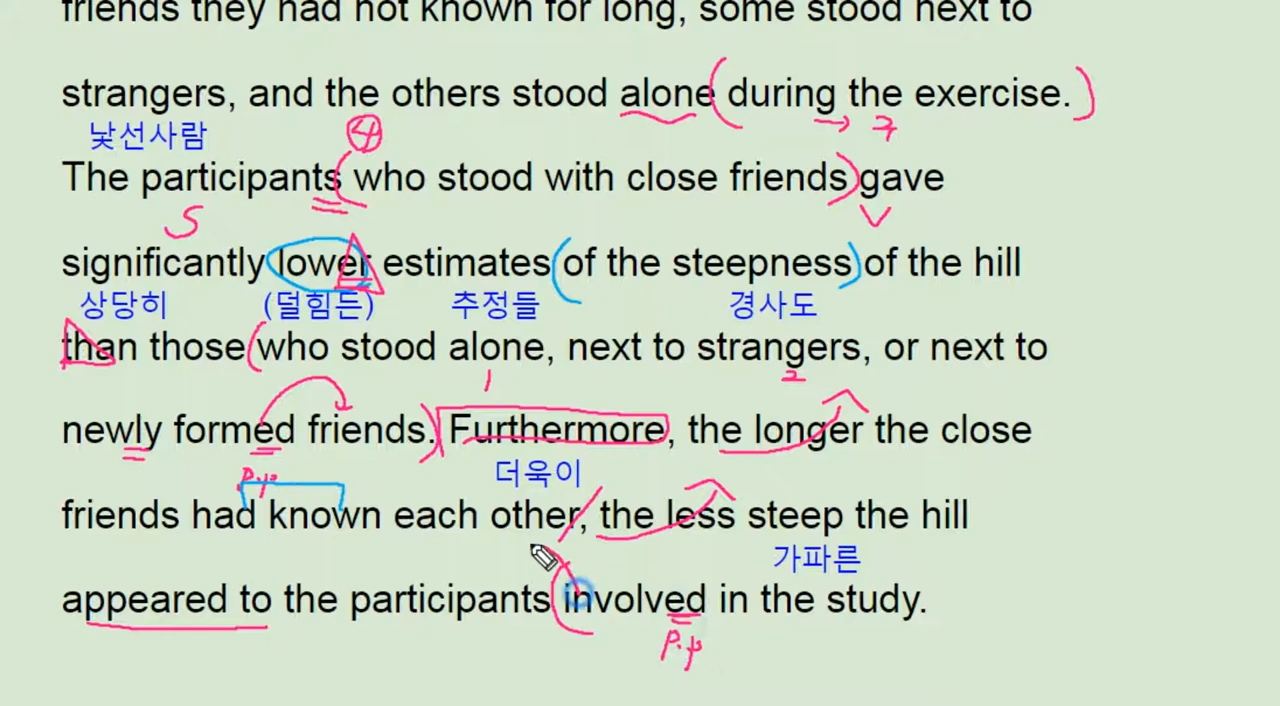 friends they had not known for long, some stood next to
strangers, and the others stood alone during the exercise.
낯선사람
④
구
The participants who stood with close friends gave
S
V
significantly lower estimates of the steepness of the hill
상당히 (덜힘든) 추정들 경사도
than those who stood alone, next to strangers, or next to
1
2
newly formed friends. Furthermore, the longer the close
p.p
더욱이
friends had known each other, the less steep the hill
가파른
appeared to the participants involved in the study.
p.p